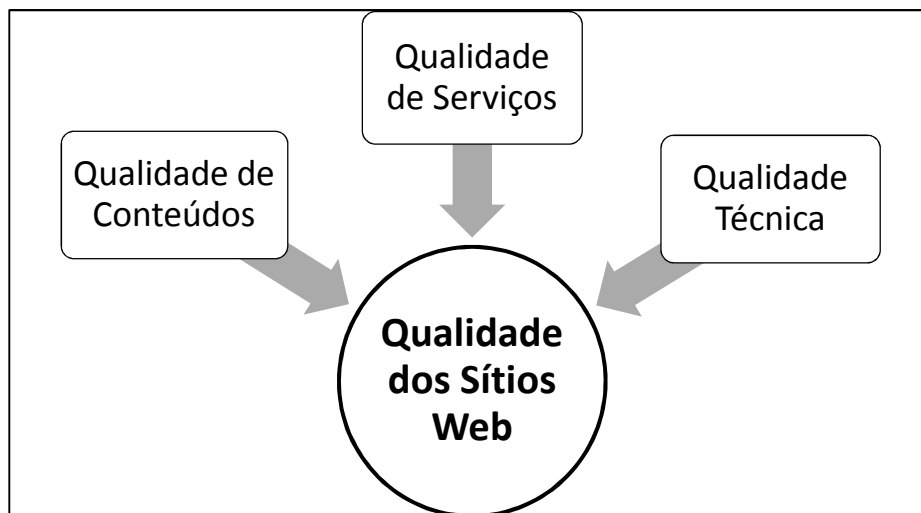 Qualidade
de Serviços
Qualidade de
Conteúdos
Qualidade
Técnica
Qualidade
dos Sítios
Web